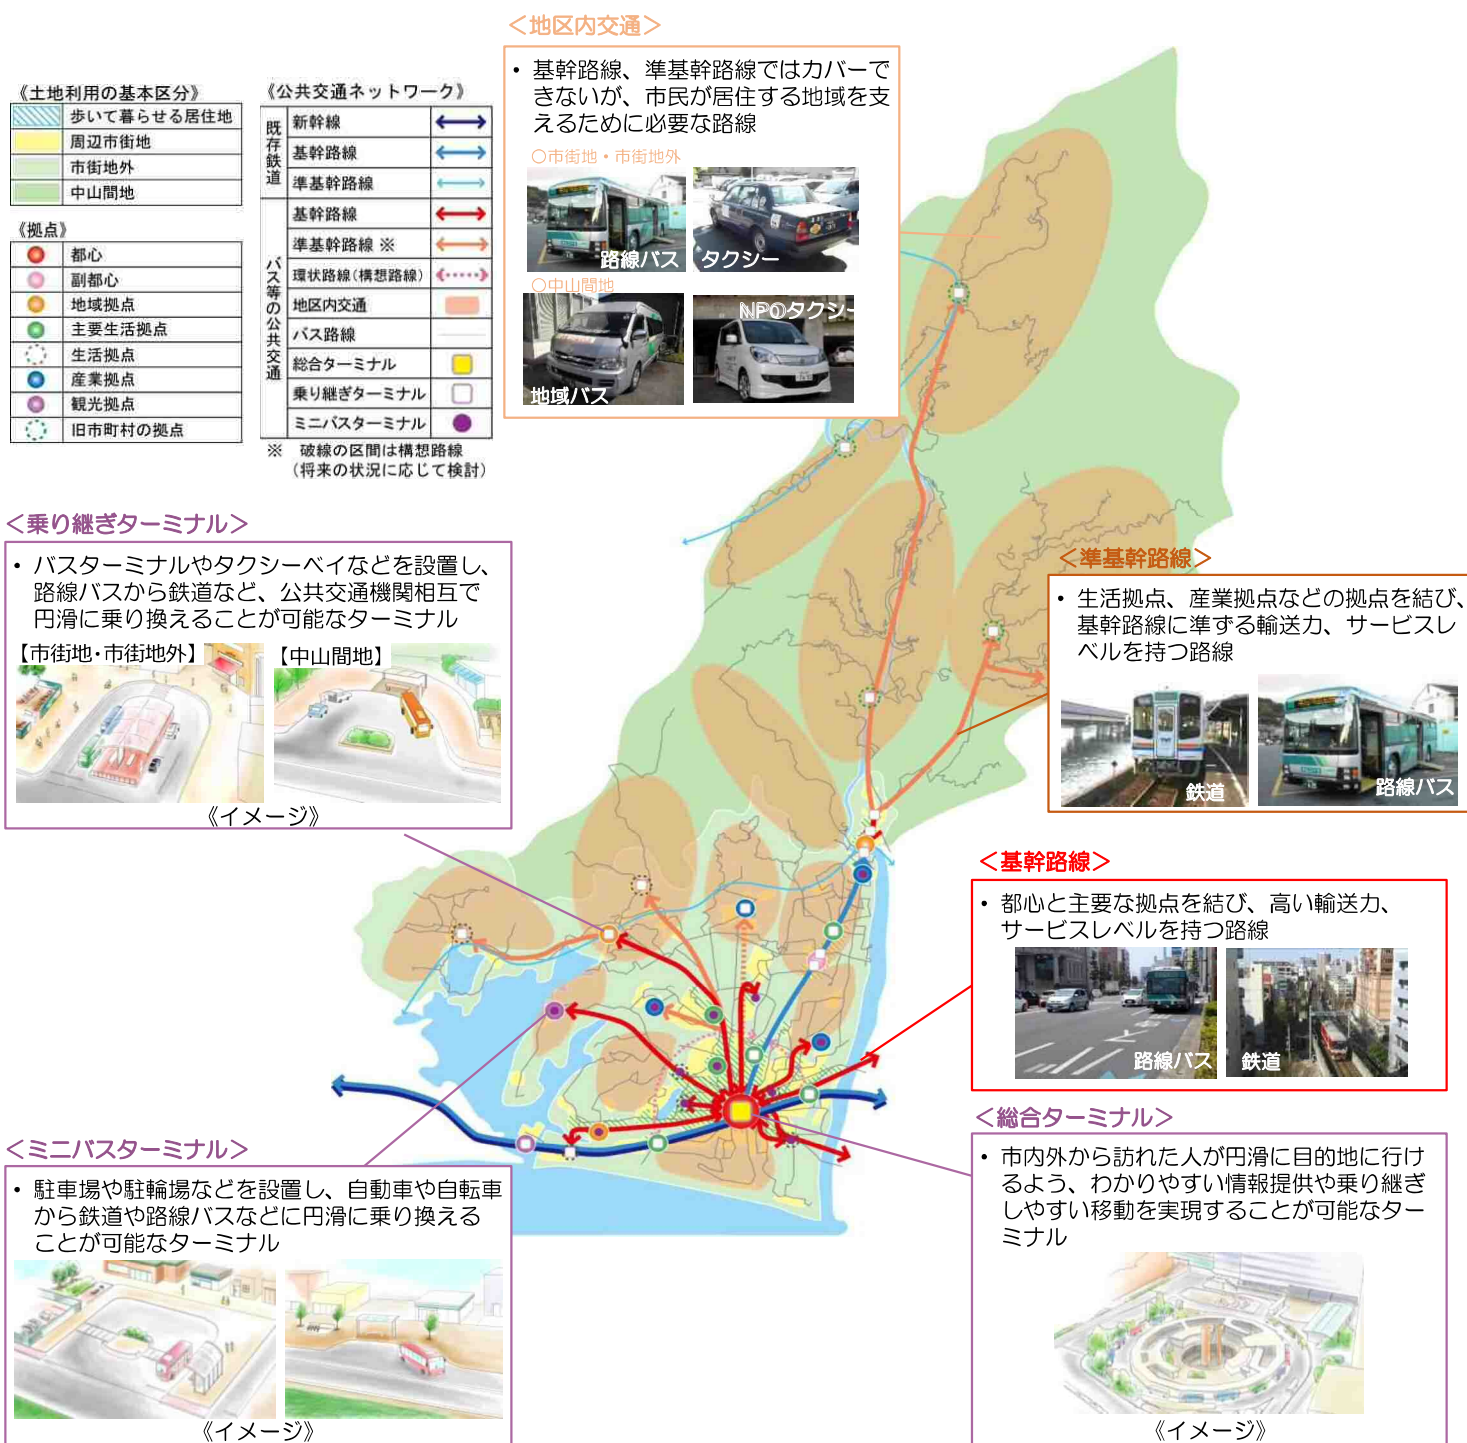 ＜地区内交通＞
・ 基幹路線、準基幹路線ではカバーで
きないが、市民が居住する地域を支
えるために必要な路線
○市街地・市街地外
路線バス
タクシー
○中山間地
地域バス
NPOタクシー
《土地利用の基本区分》
歩いて暮らせる居住地
周辺市街地
市街地外
中山間地
《拠点》
都心
副都心
地域拠点
主要生活拠点
生活拠点
産業拠点
観光拠点
旧市町村の拠点
《公共交通ネットワーク》
既存鉄道
新幹線
基幹路線
準基幹路線
バス等の公共交通
基幹路線
準基幹路線 ※
環状路線(構想路線)
地区内交通
バス路線
総合ターミナル
乗り継ぎターミナル
ミニバスターミナル
※ 破線の区間は構想路線
(将来の状況に応じて検討)
＜乗り継ぎターミナル＞
・ バスターミナルやタクシーベイなどを設置し、
路線バスから鉄道など、公共交通機関相互で
円滑に乗り換えることが可能なターミナル
【市街地・市街地外】
【中山間地】
《イメージ》
＜準基幹路線＞
・ 生活拠点、産業拠点などの拠点を結び、
基幹路線に準ずる輸送力、サービスレ
ベルを持つ路線
鉄道
路線バス
＜基幹路線＞
・ 都心と主要な拠点を結び、高い輸送力、
サービスレベルを持つ路線
路線バス
鉄道
＜ミニバスターミナル＞
・ 駐車場や駐輪場などを設置し、自動車や自転車
から鉄道や路線バスなどに円滑に乗り換える
ことが可能なターミナル
《イメージ》
＜総合ターミナル＞
・ 市内外から訪れた人が円滑に目的地に行け
るよう、わかりやすい情報提供や乗り継ぎ
しやすい移動を実現することが可能なター
ミナル
《イメージ》